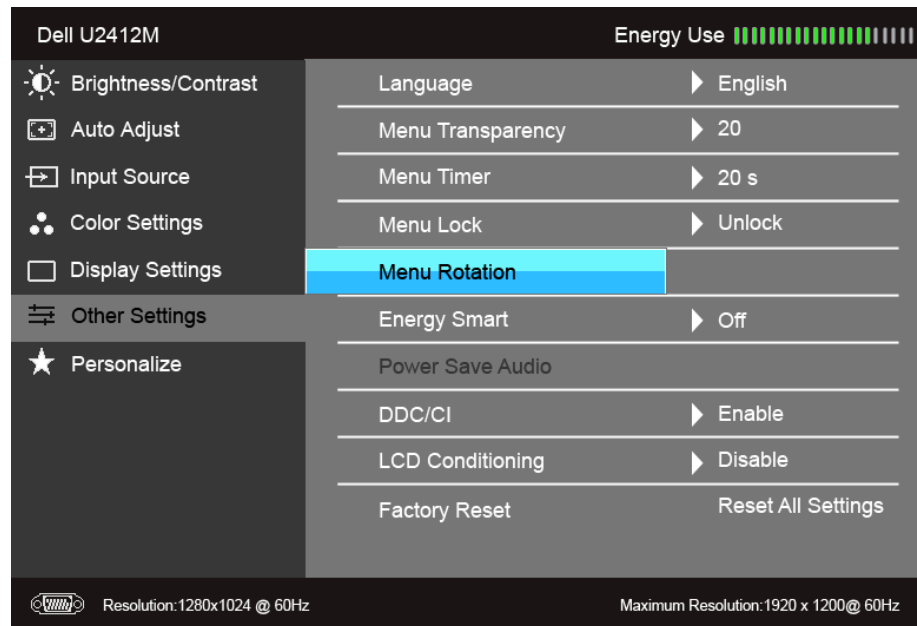 Dell U2412M Energy Use
Brightness/Contrast
Auto Adjust
Input Source
Color Settings
Display Settings
Other Settings
Personalize
Language English
Menu Transparency 20
Menu Timer 20 s
Menu Lock Unlock
Menu Rotation
Energy Smart Off
Power Save Audio
DDC/CI Enable
LCD Conditioning Disable
Factory Reset Reset All Settings
Resolution:1280x1024 @ 60Hz Maximum Resolution:1920 x 1200@ 60Hz